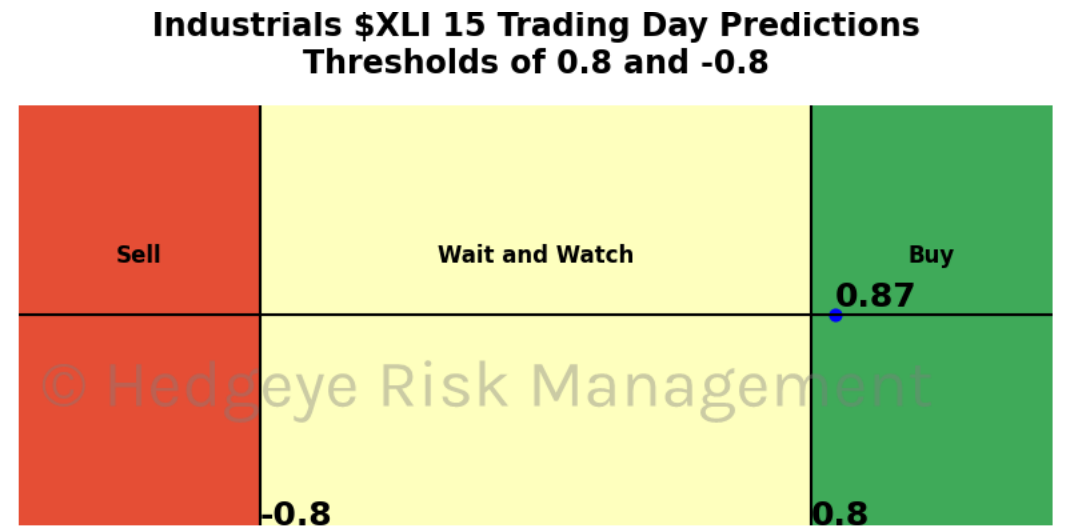 Industrials $XLI 15 Trading Day Predictions
Thresholds of 0.8 and -0.8
Sell
Wait and Watch
Buy
0.87
© Hedgeye Risk Management
-0.8
0.8